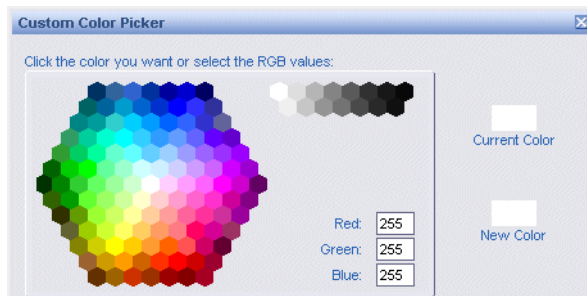 Custom Color Picker
Click the color you want or select the RGB values:
Current Color
New Color
Red: 255
Green: 255
Blue: 255